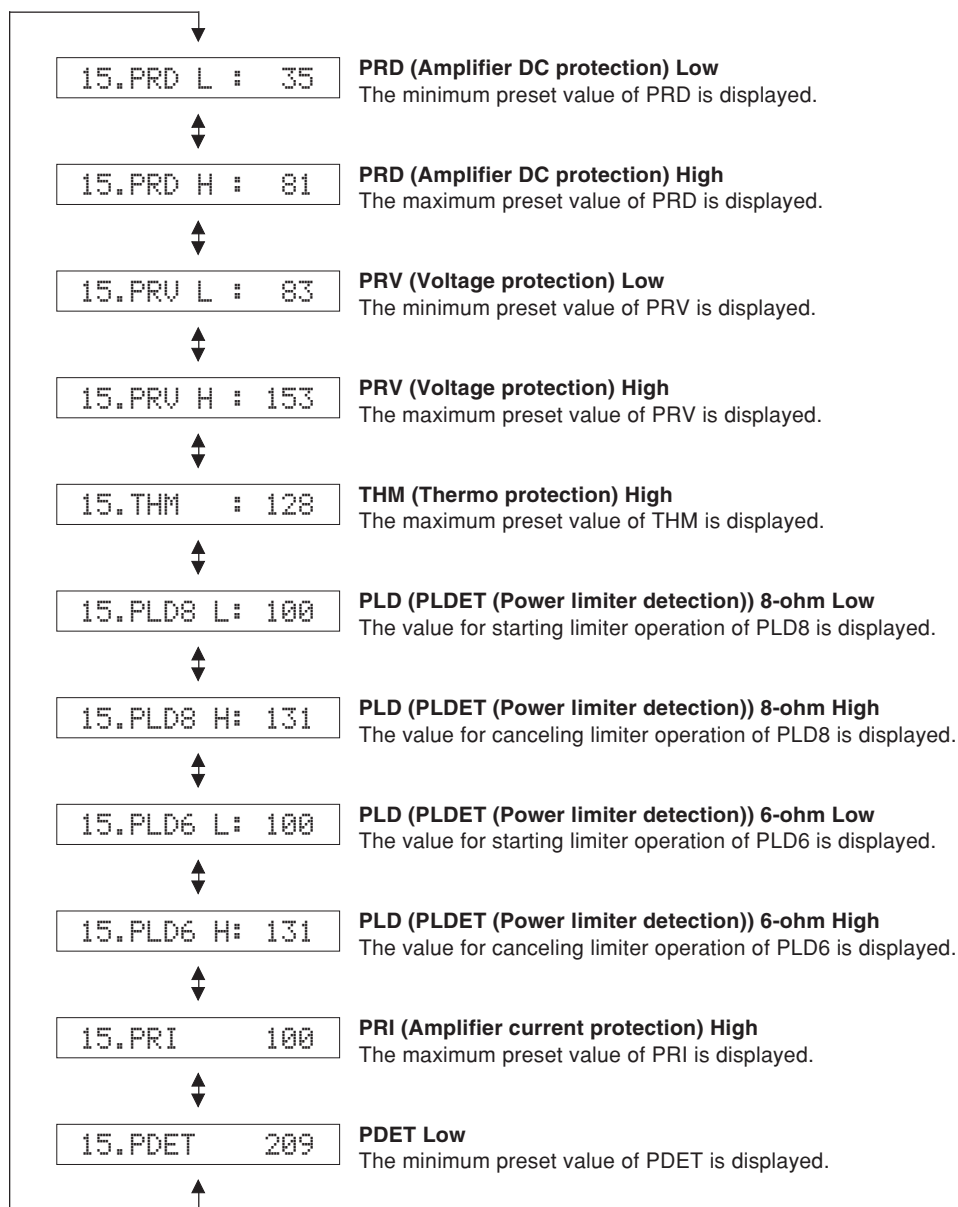 15.PRD L : 35
PRD (Amplifier DC protection) Low
The minimum preset value of PRD is displayed.
15.PRD H : 81
PRD (Amplifier DC protection) High
The maximum preset value of PRD is displayed.
15.PRV L : 83
PRV (Voltage protection) Low
The minimum preset value of PRV is displayed.
15.PRV H : 153
PRV (Voltage protection) High
The maximum preset value of PRV is displayed.
15.THM : 128
THM (Thermo protection) High
The maximum preset value of THM is displayed.
15.PLD8 L: 100
PLD (PLDET (Power limiter detection)) 8-ohm Low
The value for starting limiter operation of PLD8 is displayed.
15.PLD8 H: 131
PLD (PLDET (Power limiter detection)) 8-ohm High
The value for canceling limiter operation of PLD8 is displayed.
15.PLD6 L: 100
PLD (PLDET (Power limiter detection)) 6-ohm Low
The value for starting limiter operation of PLD6 is displayed.
15.PLD6 H: 131
PLD (PLDET (Power limiter detection)) 6-ohm High
The value for canceling limiter operation of PLD6 is displayed.
15.PRI 100
PRI (Amplifier current protection) High
The maximum preset value of PRI is displayed.
15.PDET 209
PDET Low
The minimum preset value of PDET is displayed.